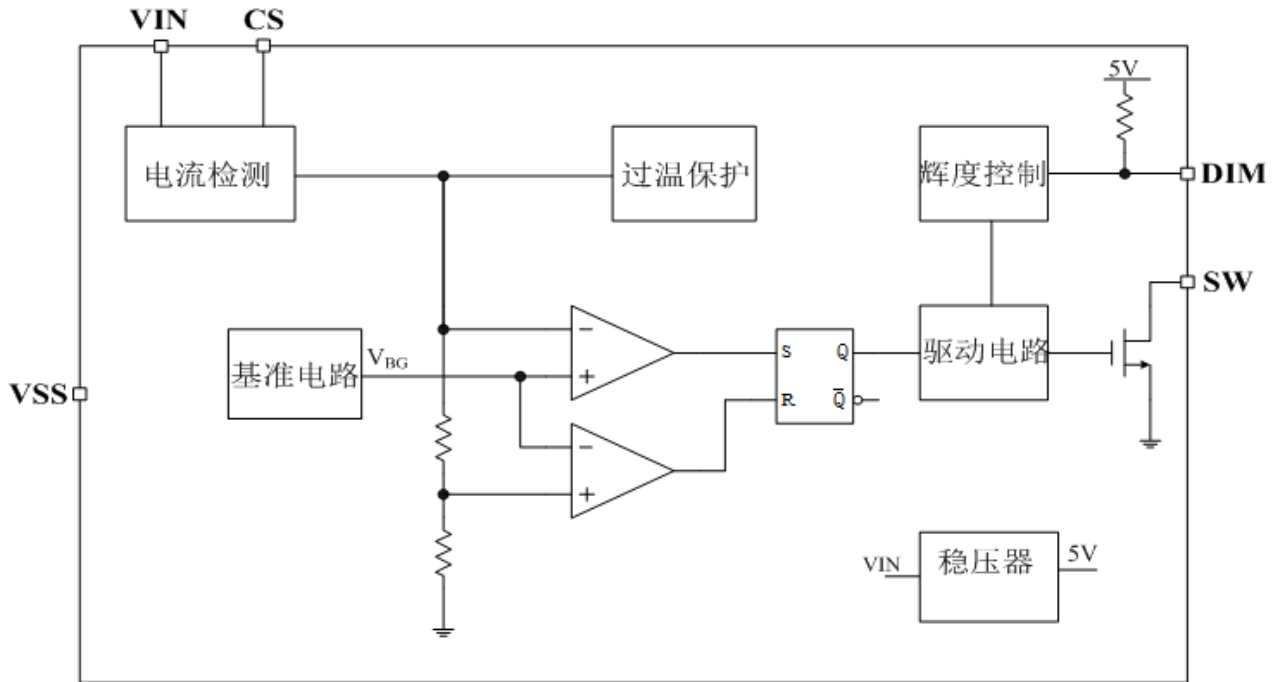 VIN
CS
5V
电流检测
过温保护
辉度控制
DIM
SW
VSS
基准电路
V_BG
−
+
S
Q
R
Q̅
驱动电路
−
+
VIN
稳压器
5V